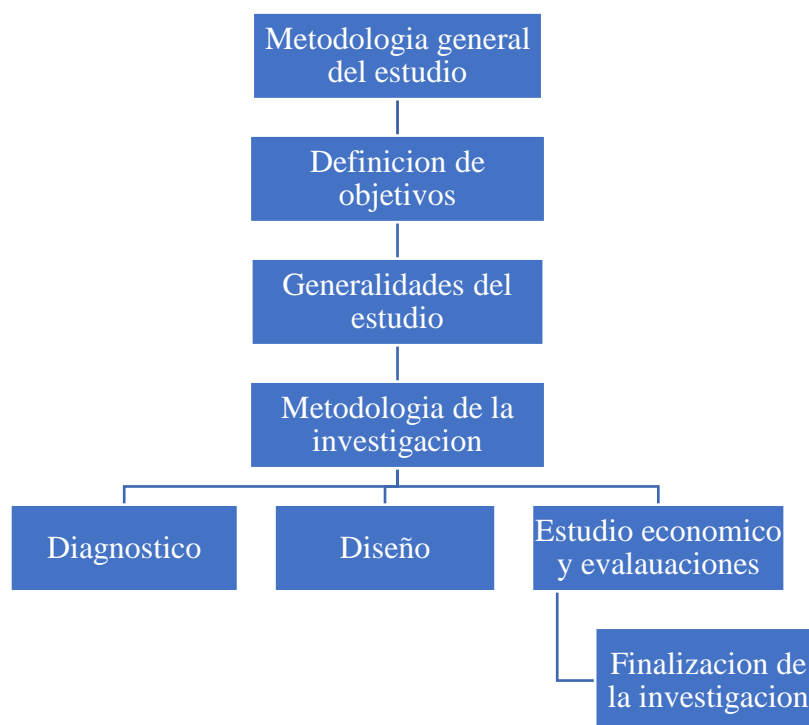 Metodologia general
del estudio
Definicion de
objetivos
Generalidades del
estudio
Metodologia de la
investigacion
Diagnostico
Diseño
Estudio economico
y evalauaciones
Finalizacion de
la investigacion